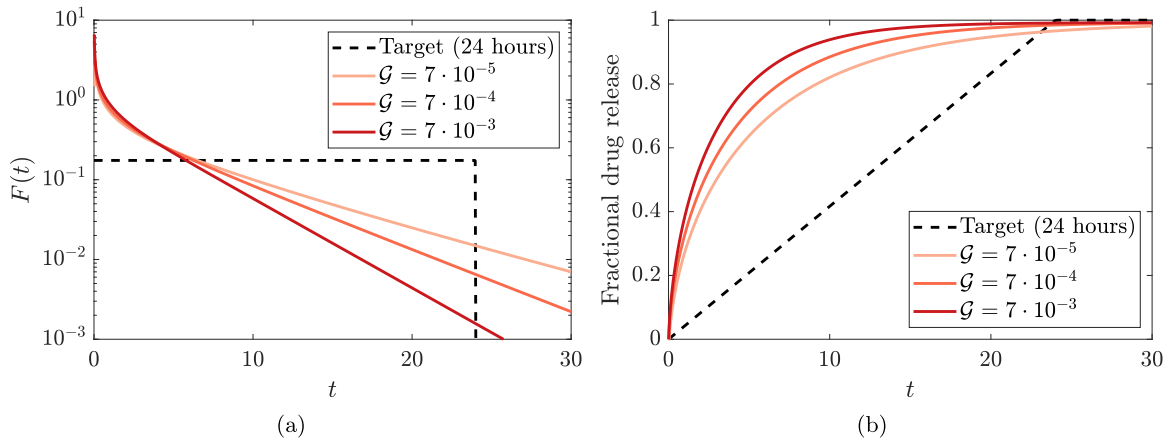 10^1
10^0
10^-1
10^-2
10^-3
F(t)
0
10
20
30
t
Target (24 hours)
𝒢 = 7 · 10^-5
𝒢 = 7 · 10^-4
𝒢 = 7 · 10^-3
(a)
1
0.8
0.6
0.4
0.2
0
Fractional drug release
0
10
20
30
t
Target (24 hours)
𝒢 = 7 · 10^-5
𝒢 = 7 · 10^-4
𝒢 = 7 · 10^-3
(b)